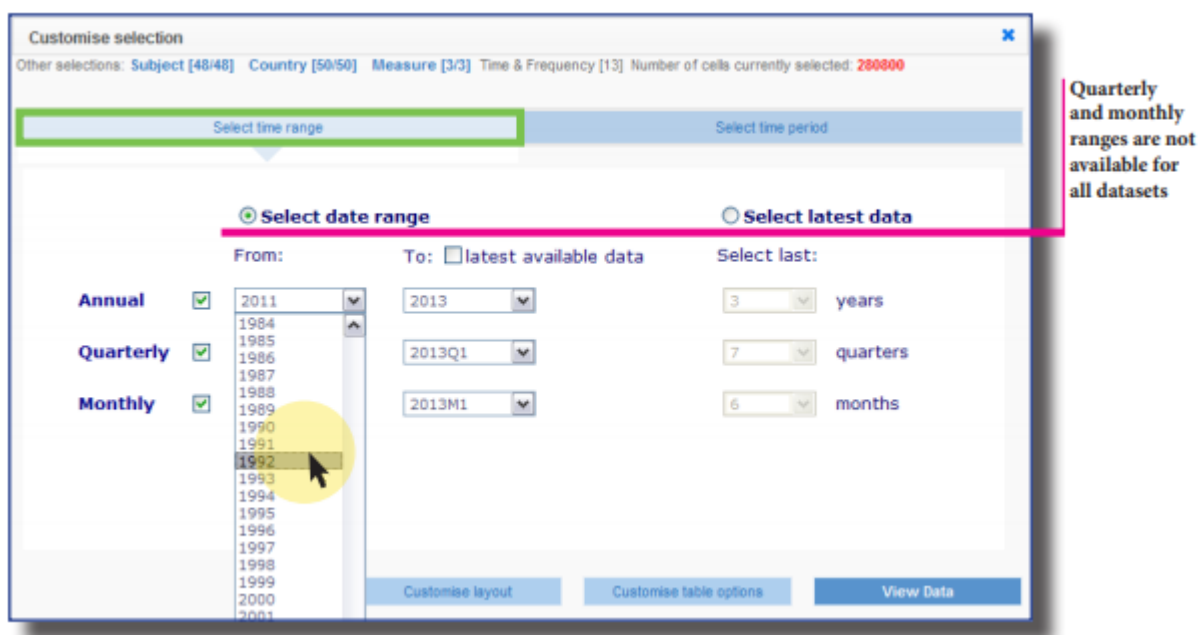 Customise selection
Other selections: Subject [48/48] Country [50/50] Measure [3/3] Time & Frequency [13] Number of cells currently selected: 280800
Select time range
Select time period
Quarterly
and monthly
ranges are not
available for
all datasets
Select date range
Select latest data
From:
To: latest available data
Select last:
Annual 2011 2013 3 years
1984
1985
Quarterly 1986 2013Q1 7 quarters
1987
1988
Monthly 1989 2013M1 6 months
1990
1991
1992
1993
1994
1995
1996
1997
1998
1999
2000
2001
Customise layout
Customise table options
View Data